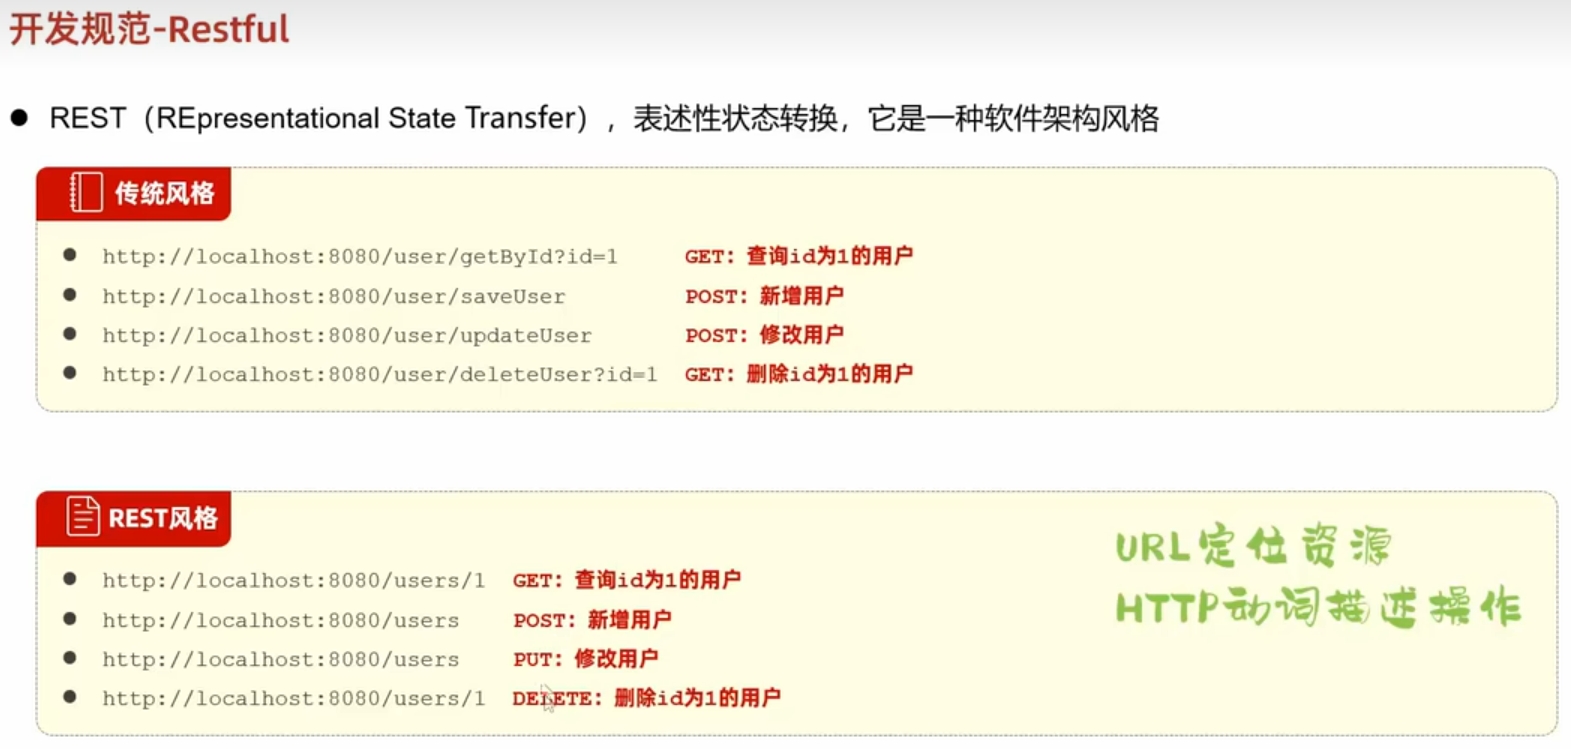 开发规范-Restful
REST（REpresentational State Transfer），表述性状态转换，它是一种软件架构风格
传统风格
http://localhost:8080/user/getById?id=1 GET：查询id为1的用户
http://localhost:8080/user/saveUser POST：新增用户
http://localhost:8080/user/updateUser POST：修改用户
http://localhost:8080/user/deleteUser?id=1 GET：删除id为1的用户
REST风格
URL定位资源
HTTP动词描述操作
http://localhost:8080/users/1 GET：查询id为1的用户
http://localhost:8080/users POST：新增用户
http://localhost:8080/users PUT：修改用户
http://localhost:8080/users/1 DELETE：删除id为1的用户